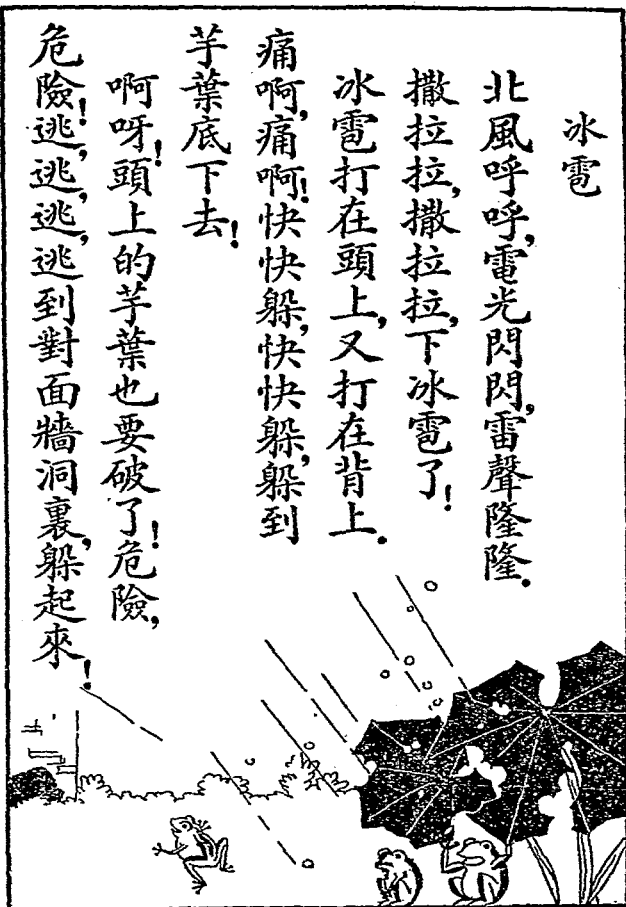 冰雹
北風呼呼,電光閃閃,雷聲隆隆.
撒拉拉,撒拉拉,下冰雹了!
冰雹打在頭上,又打在背上.
痛啊,痛啊!快快躲,快快躲,躲到
芋葉底下去!
啊呀!頭上的芋葉也要破了!危險,
危險!逃,逃,逃,逃到對面牆洞裏,躲起來!